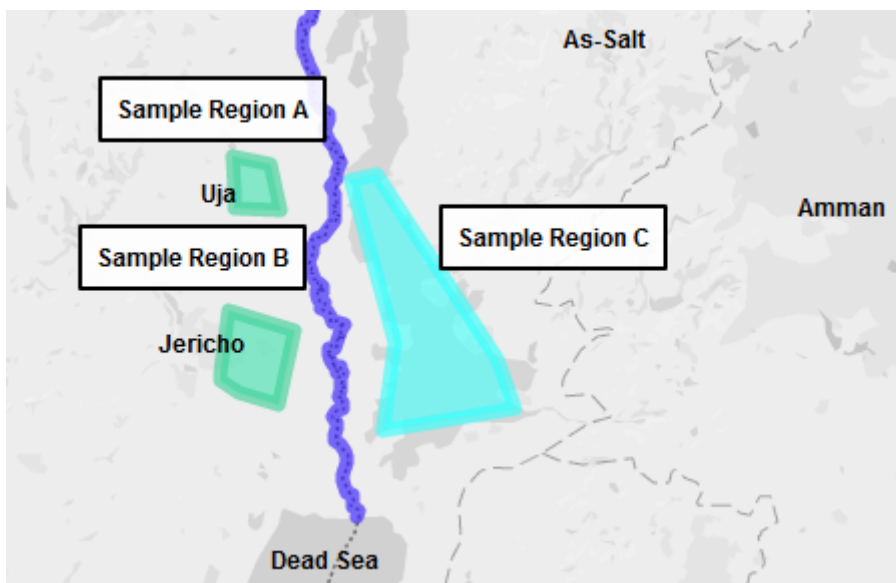 As-Salt
Sample Region A
Uja
Amman
Sample Region C
Sample Region B
Jericho
Dead Sea